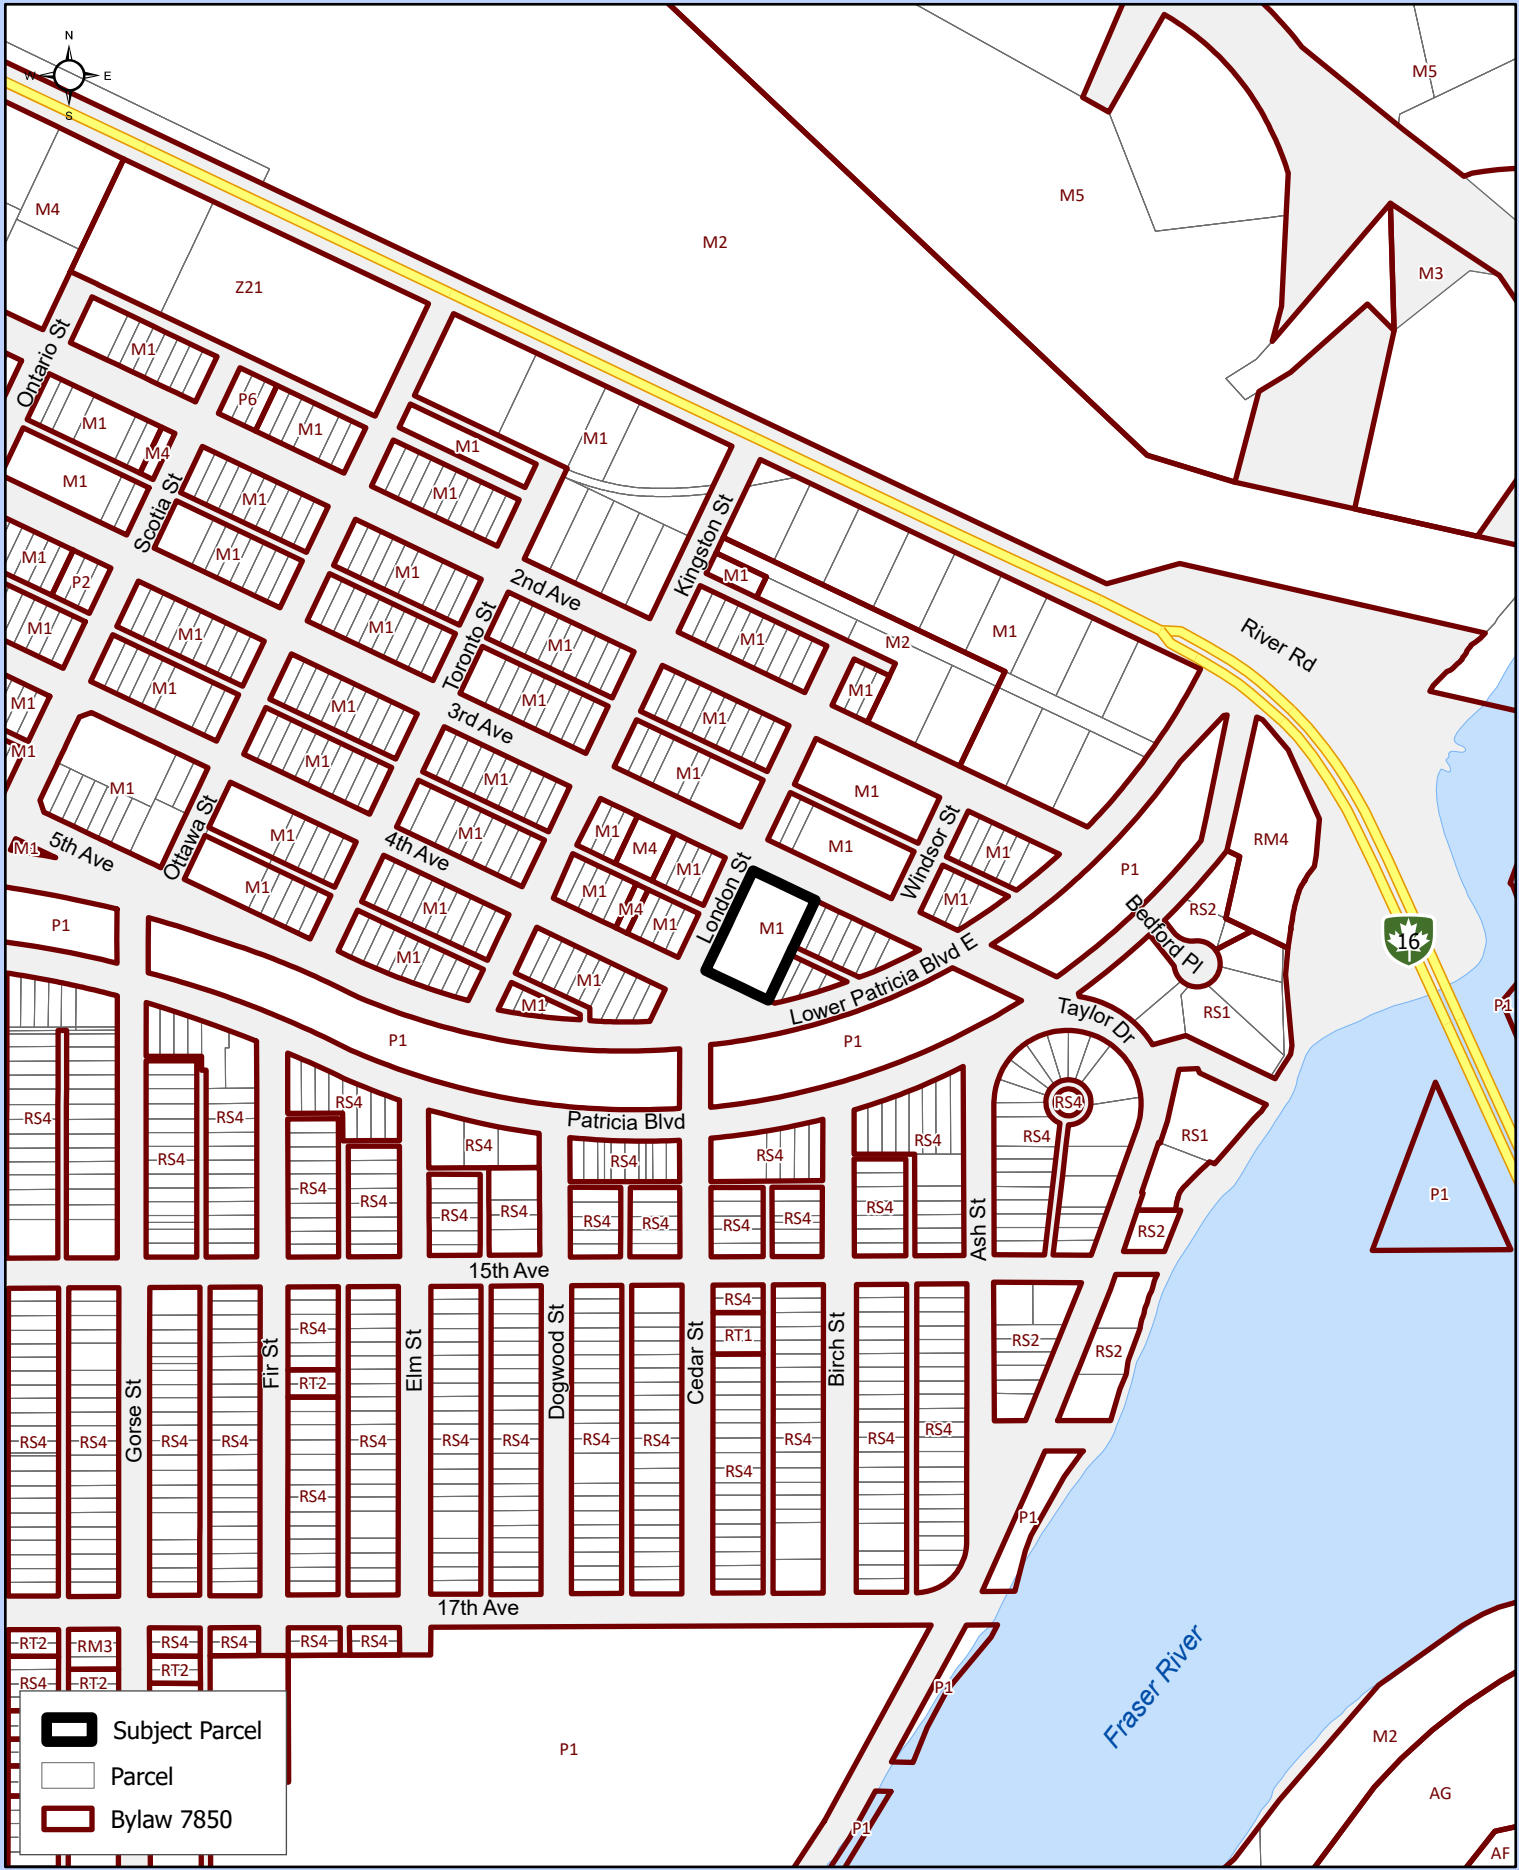 N
W E
S
M5
M4
M5
M2
M3
Z21
Ontario St
M1
P6
M1
M1
M1
M1
M4
M1
M1
M1
Scotia St
M1
Kingston St
M1
P2
M1
M1
2nd Ave
M1
M1
M1
M1
M1
Toronto St
M1
M1
M2
M1
River Rd
M1
M1
M1
M1
M1
3rd Ave
M1
M1
M1
M1
M1
M1
M1
M1
5th Ave
Ottawa St
M1
M1
4th Ave
M1
M4
M1
M1
Windsor St
M1
RM4
M1
M1
M1
M1
M4
M1
London St
M1
M1
P1
RS2
Bedford Pl
P1
M1
M1
M1
Lower Patricia Blvd E
16
P1
P1
Taylor Dr
RS1
P1
RS4
RS4
RS4
RS4
Patricia Blvd
RS4
RS4
RS4
RS4
RS4
RS4
RS1
RS4
RS4
RS4
RS4
RS4
RS4
RS4
RS4
RS4
RS4
Ash St
RS2
P1
15th Ave
RS4
RT1
RS4
RT2
Gorse St
Fir St
Elm St
Dogwood St
Cedar St
Birch St
RS2
RS2
RS4
RS4
RS4
RS4
RS4
RS4
RS4
RS4
RS4
RS4
RS4
RS4
RS4
RS4
P1
17th Ave
RT2
RM3
RS4
RS4
RS4
RS4
RS4
RT2
RT2
P1
P1
P1
Fraser River
M2
AG
AF
Subject Parcel
Parcel
Bylaw 7850